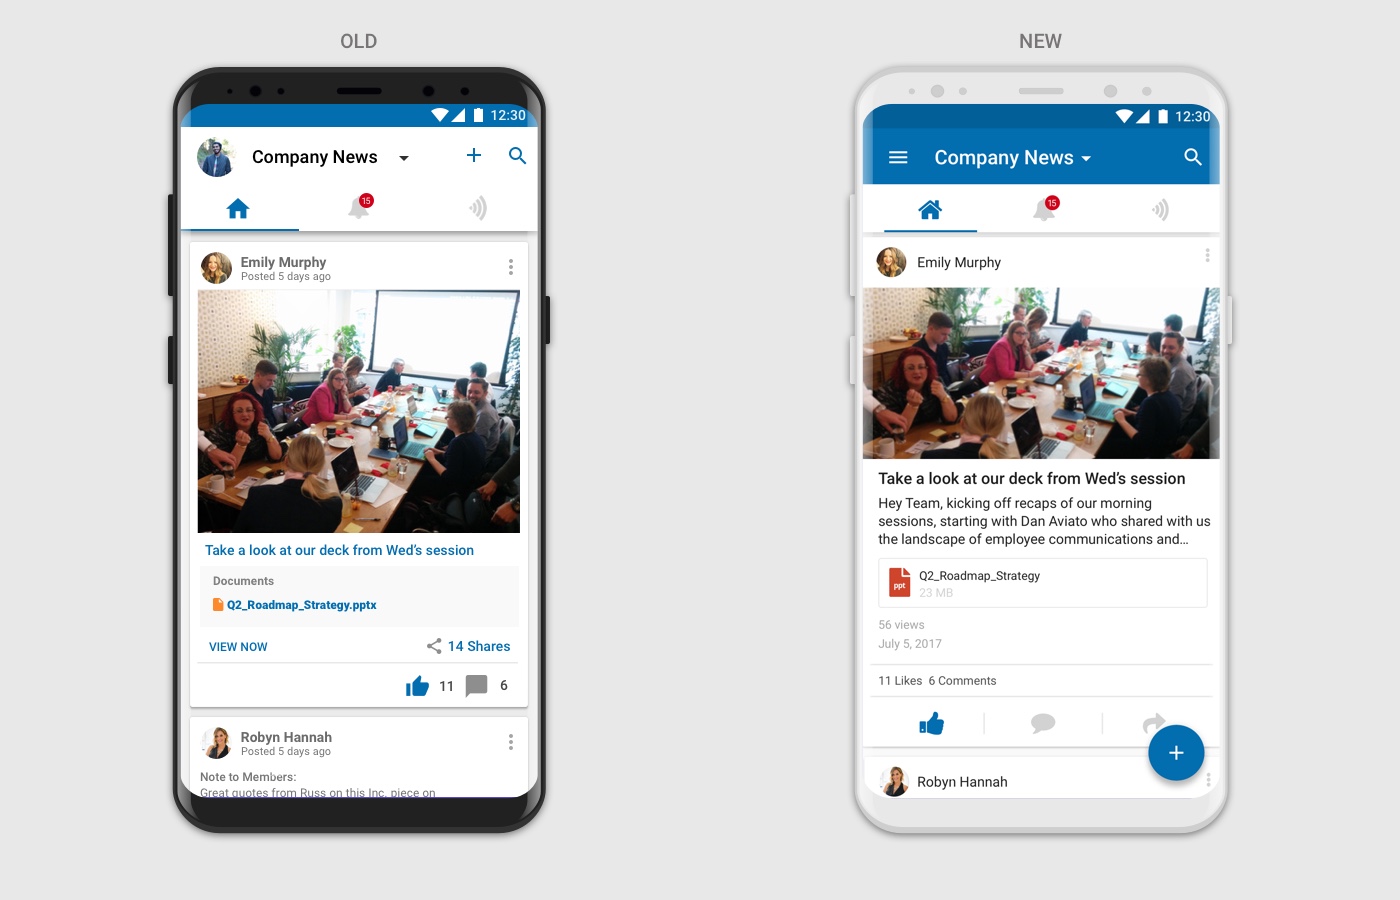 OLD
12:30
Company News
15
Emily Murphy
Posted 5 days ago
Take a look at our deck from Wed's session
Documents
Q2_Roadmap_Strategy.pptx
VIEW NOW
14 Shares
11
6
Robyn Hannah
Posted 5 days ago
Note to Members:
Great quotes from Russ on this Inc. piece on
NEW
12:30
Company News
15
Emily Murphy
Take a look at our deck from Wed's session
Hey Team, kicking off recaps of our morning
sessions, starting with Dan Aviato who shared with us
the landscape of employee communications and…
ppt
Q2_Roadmap_Strategy
23 MB
56 views
July 5, 2017
11 Likes 6 Comments
Robyn Hannah